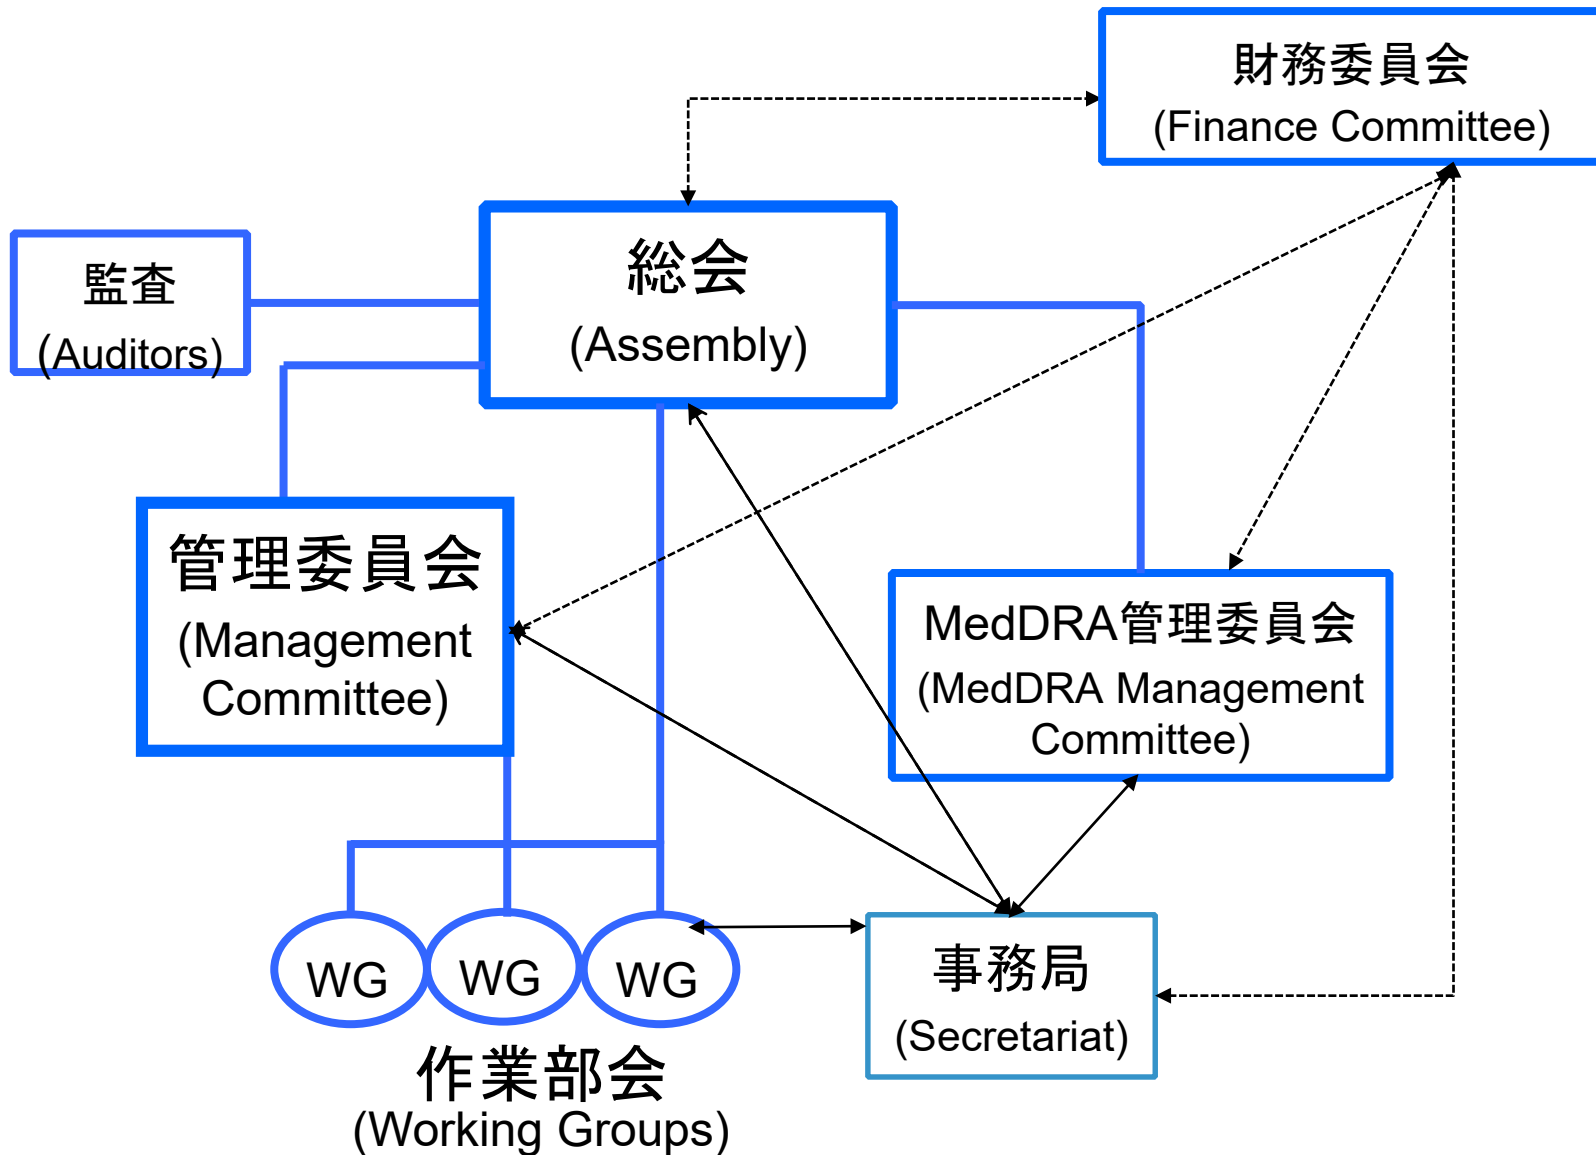 財務委員会
(Finance Committee)
総会
(Assembly)
監査
(Auditors)
管理委員会
(Management
Committee)
MedDRA管理委員会
(MedDRA Management
Committee)
WG
WG
WG
作業部会
(Working Groups)
事務局
(Secretariat)